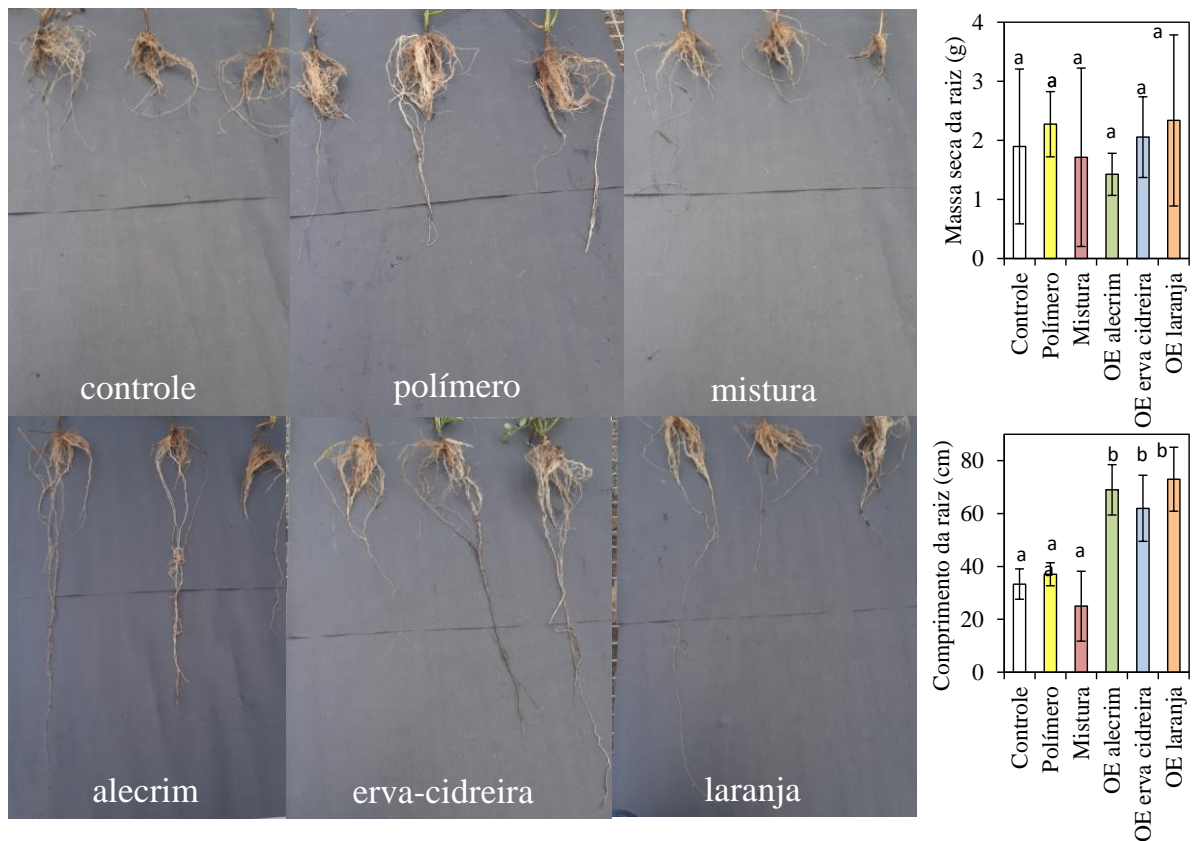 controle
polímero
mistura
alecrim
erva-cidreira
laranja
Massa seca da raiz (g)
4
3
2
1
0
a
a
a
a
a
a
Controle
Polímero
Mistura
OE alecrim
OE erva cidreira
OE laranja
Comprimento da raiz (cm)
80
60
40
20
0
a
a
a
a
b
b
b
Controle
Polímero
Mistura
OE alecrim
OE erva cidreira
OE laranja